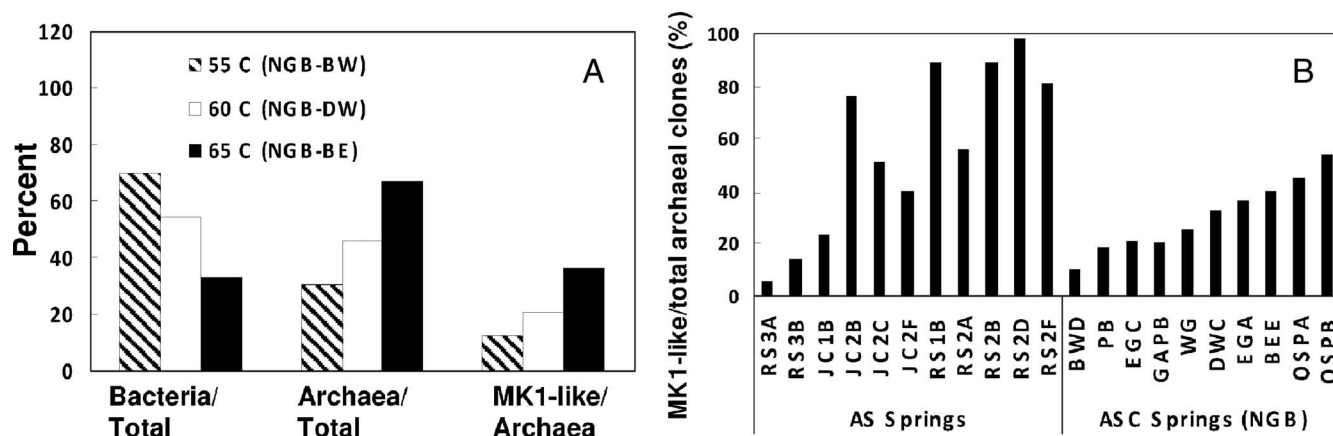 120
100
80
60
40
20
0
Percent
55 C (NGB-BW)
60 C (NGB-DW)
65 C (NGB-BE)
A
Bacteria/
Total
Archaea/
Total
MK1-like/
Archaea
MK1-like/total archaeal clones (%)
100
80
60
40
20
0
B
RS3A
RS3B
JC1B
JC2B
JC2C
JC2F
RS1B
RS2A
RS2B
RS2D
RS2F
BWD
PB
EGC
GAPB
WG
DWC
EGA
BEE
OSPA
OSPB
AS Springs
ASC Springs (NGB)